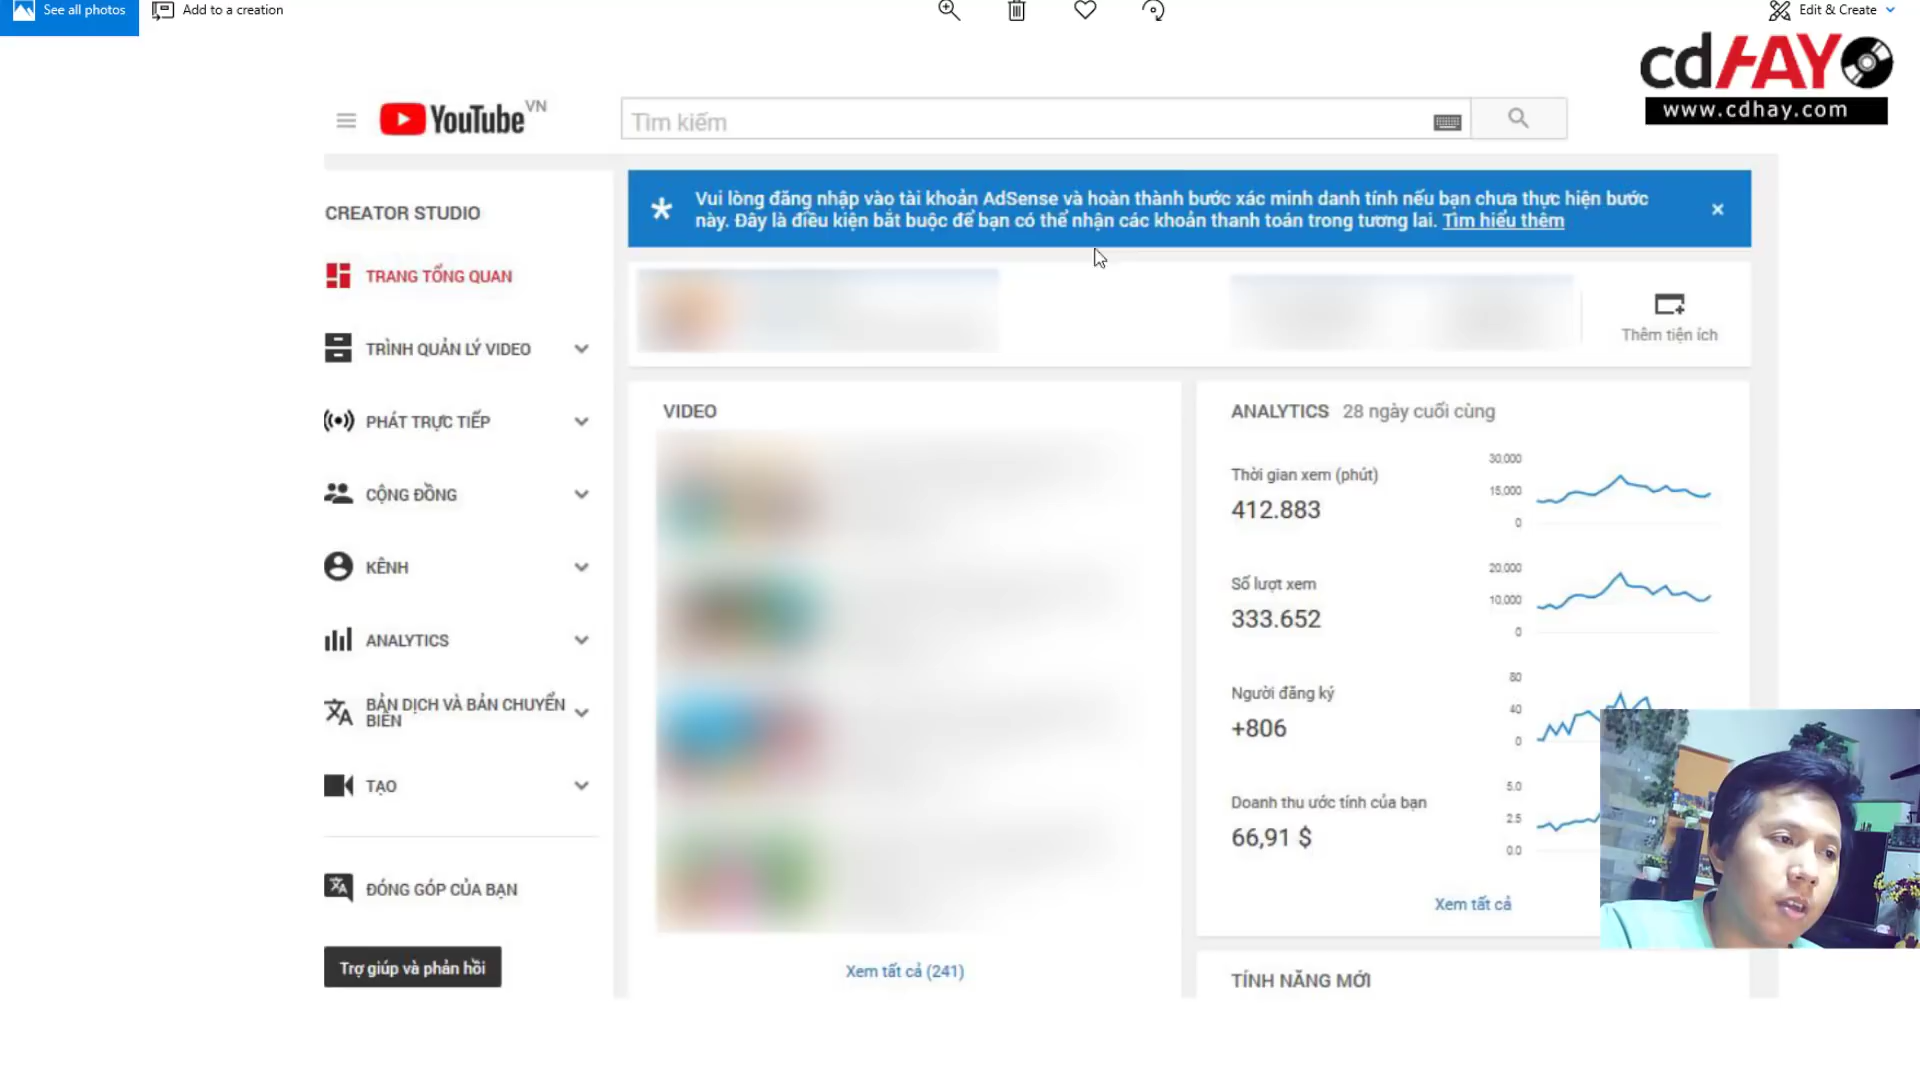 See all photos
Add to a creation
Edit & Create
cdHAY
www.cdhay.com
YouTube VN
Tìm kiếm
Vui lòng đăng nhập vào tài khoản AdSense và hoàn thành bước xác minh danh tính nếu bạn chưa thực hiện bước
này. Đây là điều kiện bắt buộc để bạn có thể nhận các khoản thanh toán trong tương lai. Tìm hiểu thêm
CREATOR STUDIO
TRANG TỔNG QUAN
TRÌNH QUẢN LÝ VIDEO
PHÁT TRỰC TIẾP
CỘNG ĐỒNG
KÊNH
ANALYTICS
BẢN DỊCH VÀ BẢN CHUYỂN
BIÊN
TẠO
ĐÓNG GÓP CỦA BẠN
Trợ giúp và phản hồi
Thêm tiện ích
VIDEO
Xem tất cả (241)
ANALYTICS 28 ngày cuối cùng
Thời gian xem (phút)
412.883
30,000
15,000
0
Số lượt xem
333.652
20,000
10,000
0
Người đăng ký
+806
80
40
0
Doanh thu ước tính của bạn
66,91 $
5.0
2.5
0.0
Xem tất cả
TÍNH NĂNG MỚI